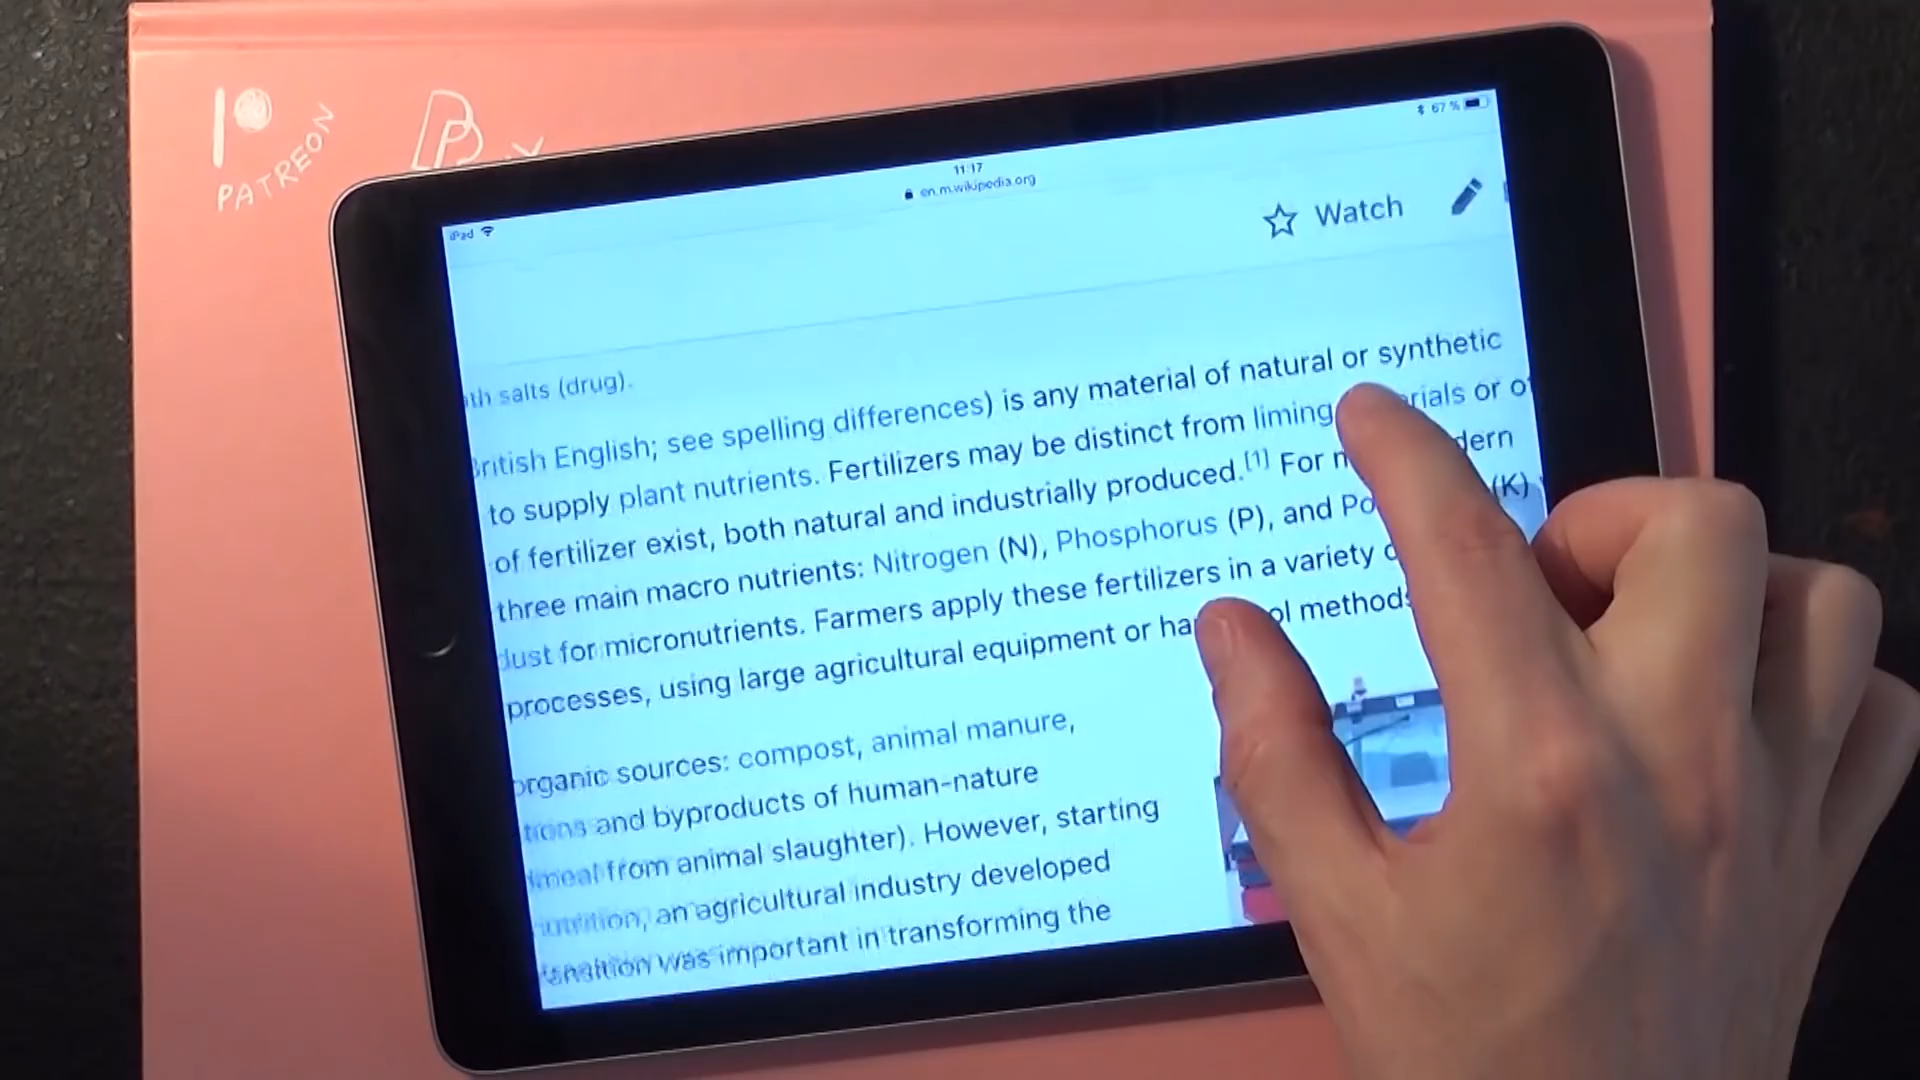 PATREON
P
iPad
11:17
67 %
en.m.wikipedia.org
Watch
salts (drug).
British English; see spelling differences) is any material of natural or synthetic
to supply plant nutrients. Fertilizers may be distinct from liming or
of fertilizer exist, both natural and industrially produced.[1] For
three main macro nutrients: Nitrogen (N), Phosphorus (P), and (K)
dust for micronutrients. Farmers apply these fertilizers in a variety
processes, using large agricultural equipment or methods
organic sources: compost, animal manure,
and byproducts of human-nature
from animal slaughter). However, starting
nutrition, an agricultural industry developed
transition was important in transforming the